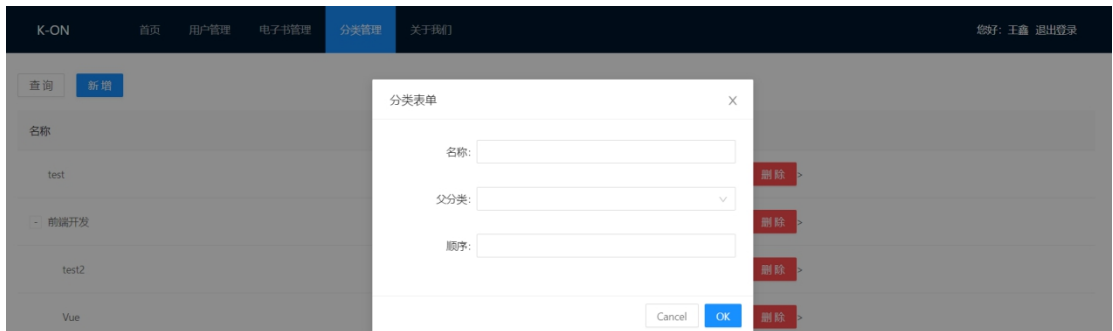 K-ON 首页 用户管理 电子书管理 分类管理 关于我们 您好：王鑫 退出登录
查询 新增
分类表单
名称
名称:
test 删除 >
父分类:
- 前端开发 删除 >
顺序:
test2 删除 >
Cancel OK
Vue 删除 >